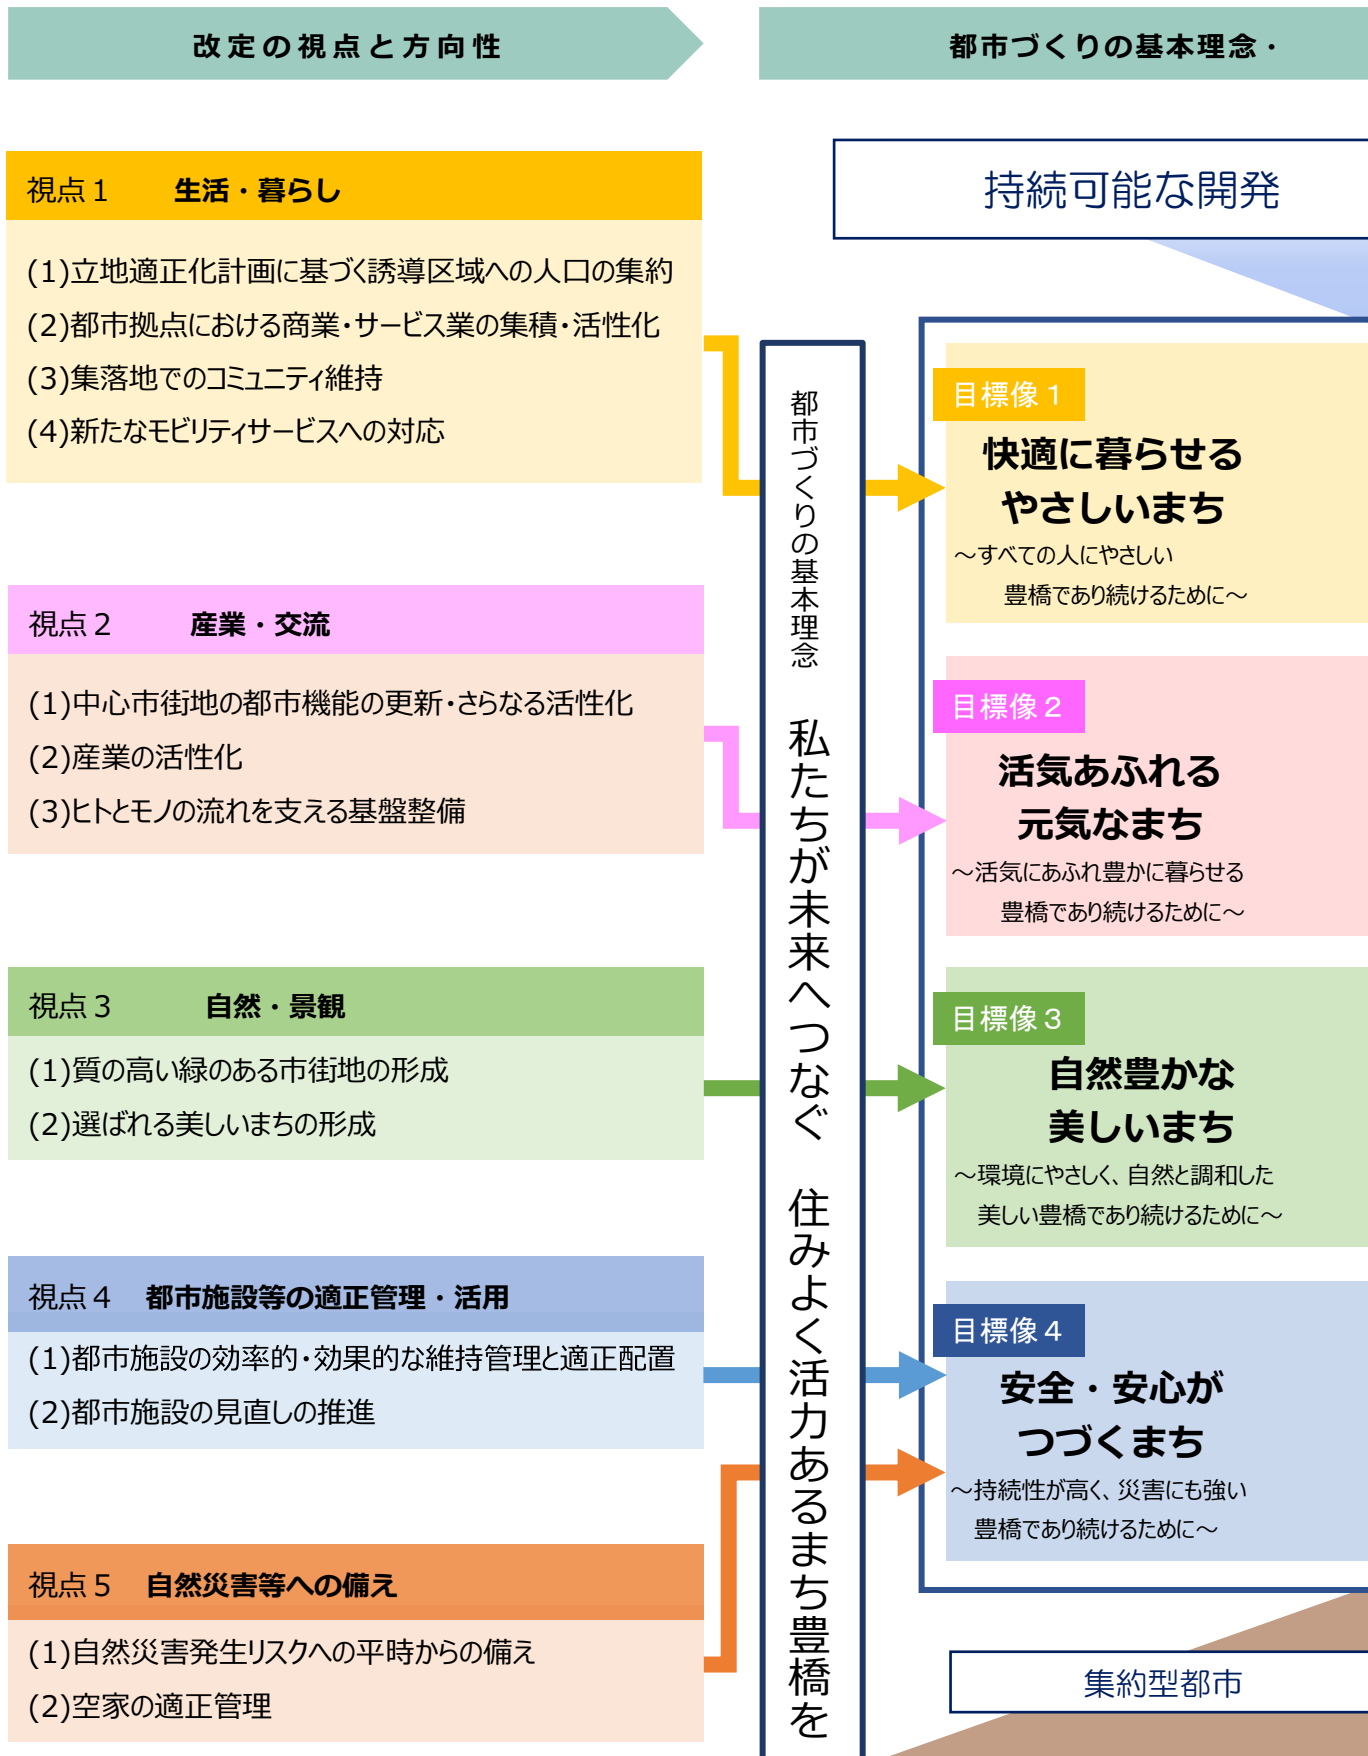 改定の視点と方向性
都市づくりの基本理念・
視点１　生活・暮らし
(1)立地適正化計画に基づく誘導区域への人口の集約
(2)都市拠点における商業・サービス業の集積・活性化
(3)集落地でのコミュニティ維持
(4)新たなモビリティサービスへの対応
視点２　産業・交流
(1)中心市街地の都市機能の更新・さらなる活性化
(2)産業の活性化
(3)ヒトとモノの流れを支える基盤整備
視点３　自然・景観
(1)質の高い緑のある市街地の形成
(2)選ばれる美しいまちの形成
視点４　都市施設等の適正管理・活用
(1)都市施設の効率的・効果的な維持管理と適正配置
(2)都市施設の見直しの推進
視点５　自然災害等への備え
(1)自然災害発生リスクへの平時からの備え
(2)空家の適正管理
都市づくりの基本理念　私たちが未来へつなぐ　住みよく活力あるまち豊橋を
持続可能な開発
目標像１
快適に暮らせる
やさしいまち
～すべての人にやさしい
豊橋であり続けるために～
目標像２
活気あふれる
元気なまち
～活気にあふれ豊かに暮らせる
豊橋であり続けるために～
目標像３
自然豊かな
美しいまち
～環境にやさしく、自然と調和した
美しい豊橋であり続けるために～
目標像４
安全・安心が
つづくまち
～持続性が高く、災害にも強い
豊橋であり続けるために～
集約型都市